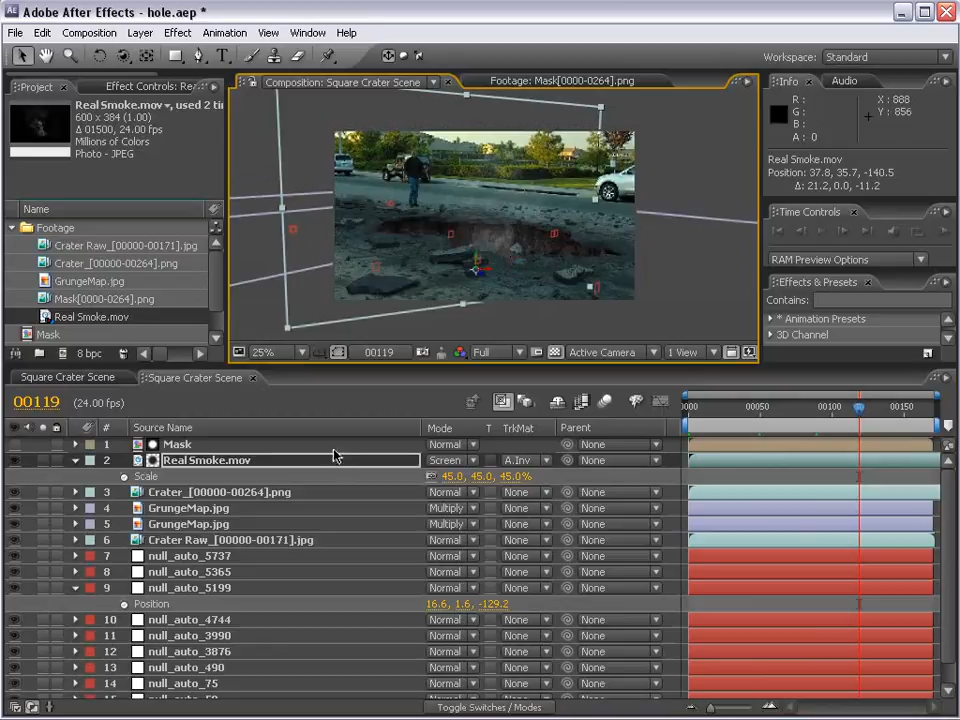 Adobe After Effects - hole.aep *
File Edit Composition Layer Effect Animation View Window Help
Workspace: Standard
Project Effect Controls: Re
Composition: Square Crater Scene
Footage: Mask[0000-0264].png
Info Audio
Real Smoke.mov, used 2 ti
600 x 384 (1.00)
Δ 01500, 24.00 fps
Millions of Colors
Photo - JPEG
R:
G:
B:
A: 0
X: 888
Y: 856
Real Smoke.mov
Position: 37.8, 35.7, -140.5
Δ: 21.2, 0.0, -11.2
Name
Footage
Crater Raw_[00000-00171].jpg
Crater_[00000-00264].png
GrungeMap.jpg
Mask[0000-0264].png
Real Smoke.mov
Mask
Time Controls
RAM Preview Options
Effects & Presets
Contains:
* Animation Presets
3D Channel
8 bpc
25% 00119 Full Active Camera 1 View
Square Crater Scene Square Crater Scene
00119 (24.00 fps)
0000 00050 00100 00150
# Source Name Mode T TrkMat Parent
1 Mask Normal None
2 Real Smoke.mov Screen A.Inv None
Scale 45.0, 45.0, 45.0%
3 Crater_[00000-00264].png Normal None None
4 GrungeMap.jpg Multiply None None
5 GrungeMap.jpg Multiply None None
6 Crater Raw_[00000-00171].jpg Normal None None
7 null_auto_5737 Normal None None
8 null_auto_5365 Normal None None
9 null_auto_5199 Normal None None
Position 16.6, 1.6, -129.2
10 null_auto_4744 Normal None None
11 null_auto_3990 Normal None None
12 null_auto_3876 Normal None None
13 null_auto_490 Normal None None
14 null_auto_75 Normal None None
Toggle Switches / Modes